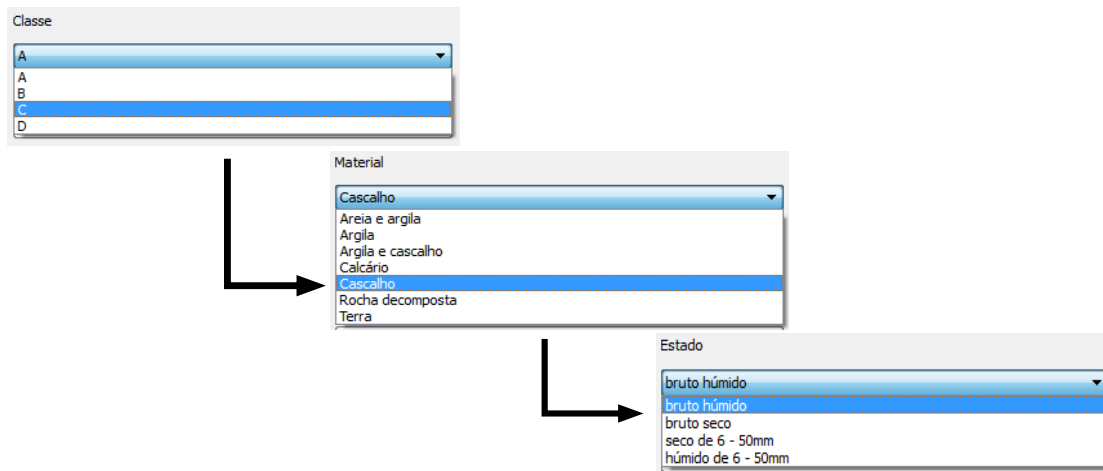 Classe
A
A
B
C
D
Material
Cascalho
Areia e argila
Argila
Argila e cascalho
Calcário
Cascalho
Rocha decomposta
Terra
Estado
bruto húmido
bruto húmido
bruto seco
seco de 6 - 50mm
húmido de 6 - 50mm